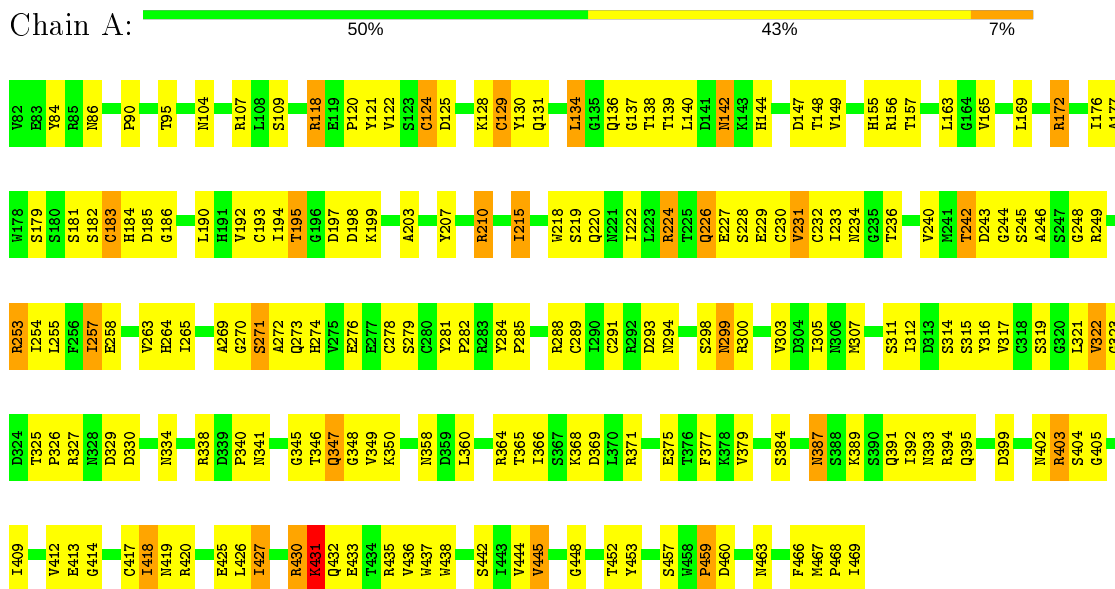 Chain A:
50% 43% 7%
V82 E83 Y84 R85 N86 P90 T95 N104 R107 L108 S109 R118 E119 P120 Y121 V122 S123 C124 D125 K128 C129 Y130 Q131 L134 G135 Q136 G137 T138 T139 L140 D141 N142 K143 H144 D147 T148 V149 H155 R156 T157 L163 G164 V165 L169 R172 I176 A177
W178 S179 S180 S181 S182 C183 H184 D185 G186 L190 H191 V192 C193 I194 T195 G196 D197 D198 K199 A203 Y207 R210 I215 W218 S219 Q220 N221 I222 L223 R224 T225 Q226 E227 S228 E229 C230 V231 C232 I233 N234 G235 T236 V240 M241 T242 D243 G244 S245 A246 S247 G248 R249
R253 I254 L255 F256 I257 E258 V263 H264 I265 A269 G270 S271 A272 Q273 H274 V275 E276 E277 C278 S279 C280 Y281 P282 R283 Y284 P285 R288 C289 I290 C291 R292 D293 N294 S298 N299 R300 V303 D304 I305 N306 M307 S311 I312 D313 S314 S315 Y316 V317 C318 S319 G320 L321 V322
D324 T325 P326 R327 N328 D329 D330 N334 R338 D339 P340 N341 G345 T346 Q347 G348 V349 K350 N358 D359 L360 R364 T365 I366 S367 K368 D369 L370 R371 E375 T376 F377 K378 V379 S384 N387 S388 K389 S390 Q391 I392 N393 R394 Q395 D399 N402 R403 S404 G405
I409 V412 E413 G414 C417 I418 N419 R420 E425 L426 I427 R430 K431 Q432 E433 T434 R435 V436 W437 W438 S442 I443 V444 V445 G448 T452 Y453 S457 W458 P459 D460 N463 F466 M467 P468 I469